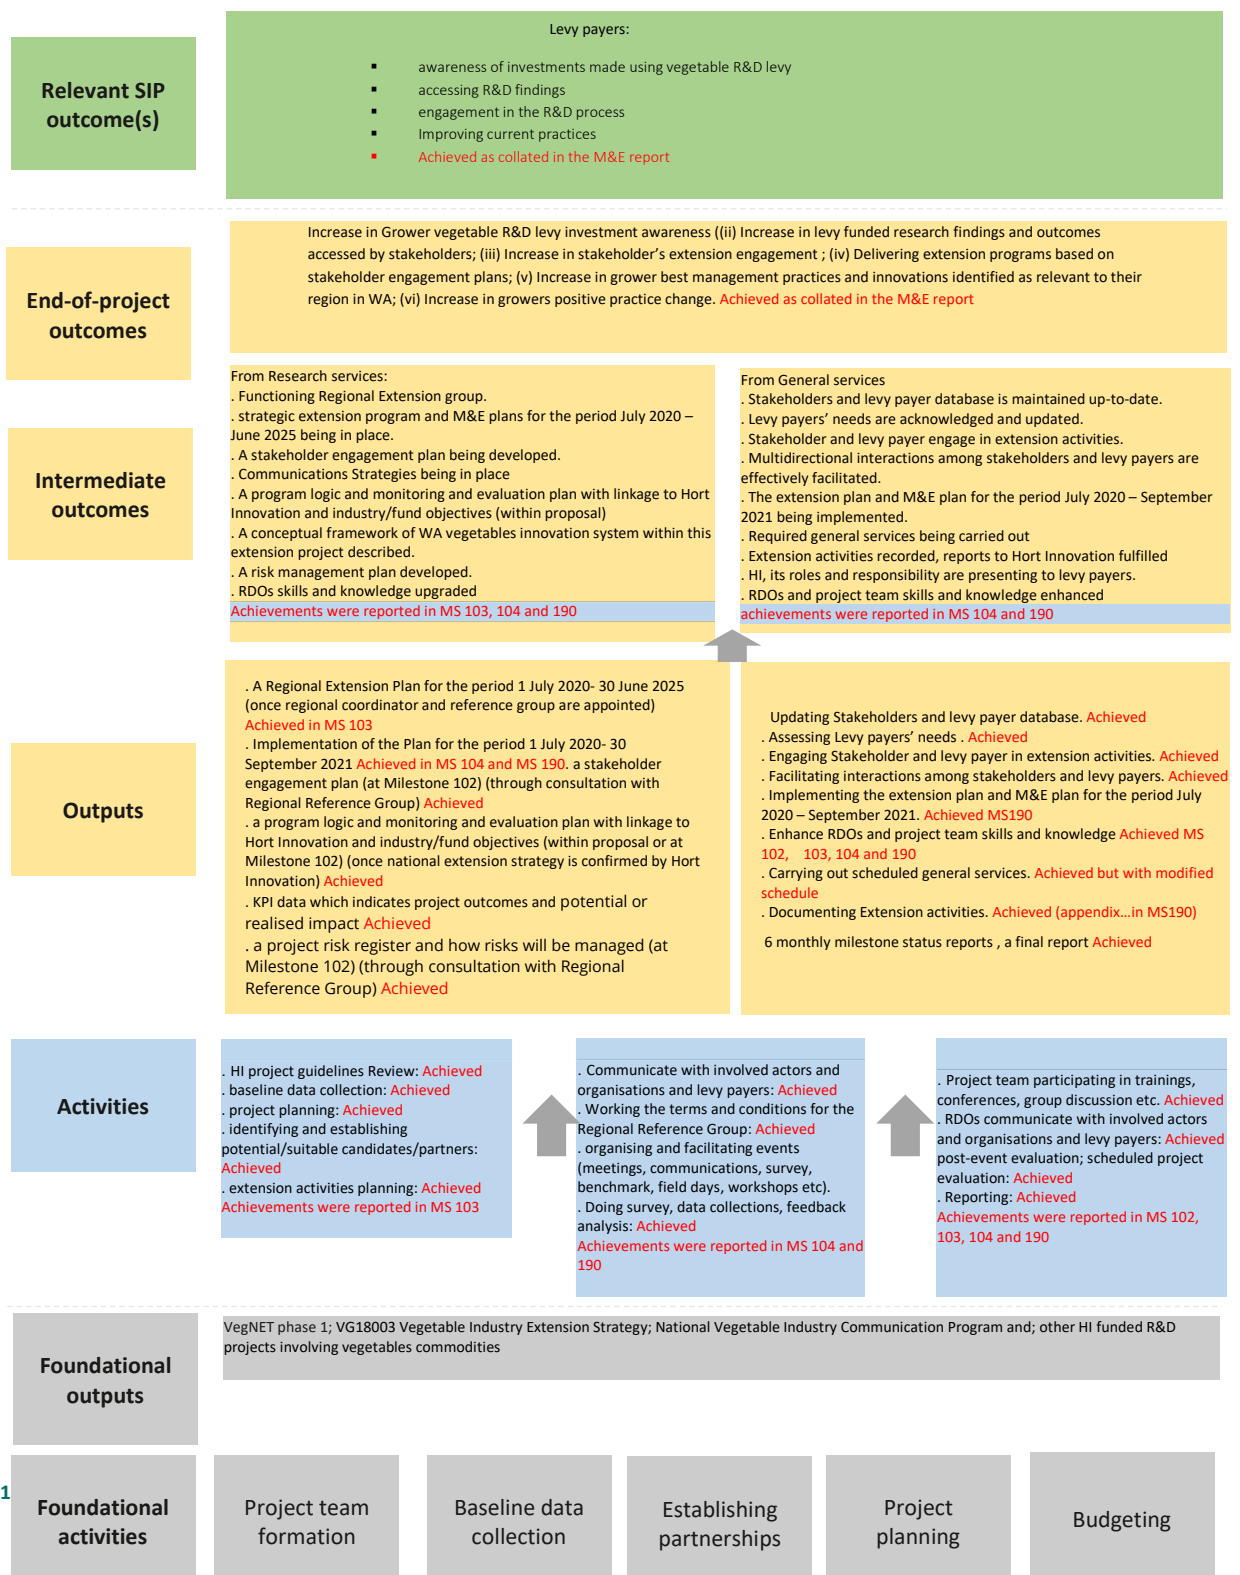 Relevant SIP
outcome(s)
Levy payers:
▪ awareness of investments made using vegetable R&D levy
▪ accessing R&D findings
▪ engagement in the R&D process
▪ Improving current practices
▪ Achieved as collated in the M&E report
End-of-project
outcomes
Increase in Grower vegetable R&D levy investment awareness ((ii) Increase in levy funded research findings and outcomes
accessed by stakeholders; (iii) Increase in stakeholder's extension engagement ; (iv) Delivering extension programs based on
stakeholder engagement plans; (v) Increase in grower best management practices and innovations identified as relevant to their
region in WA; (vi) Increase in growers positive practice change. Achieved as collated in the M&E report
Intermediate
outcomes
From Research services:
. Functioning Regional Extension group.
. strategic extension program and M&E plans for the period July 2020 –
June 2025 being in place.
. A stakeholder engagement plan being developed.
. Communications Strategies being in place
. A program logic and monitoring and evaluation plan with linkage to Hort
Innovation and industry/fund objectives (within proposal)
. A conceptual framework of WA vegetables innovation system within this
extension project described.
. A risk management plan developed.
. RDOs skills and knowledge upgraded
Achievements were reported in MS 103, 104 and 190
From General services
. Stakeholders and levy payer database is maintained up-to-date.
. Levy payers' needs are acknowledged and updated.
. Stakeholder and levy payer engage in extension activities.
. Multidirectional interactions among stakeholders and levy payers are
effectively facilitated.
. The extension plan and M&E plan for the period July 2020 – September
2021 being implemented.
. Required general services being carried out
. Extension activities recorded, reports to Hort Innovation fulfilled
. HI, its roles and responsibility are presenting to levy payers.
. RDOs and project team skills and knowledge enhanced
achievements were reported in MS 104 and 190
Outputs
. A Regional Extension Plan for the period 1 July 2020- 30 June 2025
(once regional coordinator and reference group are appointed)
Achieved in MS 103
. Implementation of the Plan for the period 1 July 2020- 30
September 2021 Achieved in MS 104 and MS 190. a stakeholder
engagement plan (at Milestone 102) (through consultation with
Regional Reference Group) Achieved
. a program logic and monitoring and evaluation plan with linkage to
Hort Innovation and industry/fund objectives (within proposal or at
Milestone 102) (once national extension strategy is confirmed by Hort
Innovation) Achieved
. KPI data which indicates project outcomes and potential or
realised impact Achieved
. a project risk register and how risks will be managed (at
Milestone 102) (through consultation with Regional
Reference Group) Achieved
Updating Stakeholders and levy payer database. Achieved
. Assessing Levy payers' needs . Achieved
. Engaging Stakeholder and levy payer in extension activities. Achieved
. Facilitating interactions among stakeholders and levy payers. Achieved
. Implementing the extension plan and M&E plan for the period July
2020 – September 2021. Achieved MS190
. Enhance RDOs and project team skills and knowledge Achieved MS
102, 103, 104 and 190
. Carrying out scheduled general services. Achieved but with modified
schedule
. Documenting Extension activities. Achieved (appendix...in MS190)
6 monthly milestone status reports , a final report Achieved
Activities
. HI project guidelines Review: Achieved
. baseline data collection: Achieved
. project planning: Achieved
. identifying and establishing
potential/suitable candidates/partners:
Achieved
. extension activities planning: Achieved
Achievements were reported in MS 103
. Communicate with involved actors and
organisations and levy payers: Achieved
. Working the terms and conditions for the
Regional Reference Group: Achieved
. organising and facilitating events
(meetings, communications, survey,
benchmark, field days, workshops etc).
. Doing survey, data collections, feedback
analysis: Achieved
Achievements were reported in MS 104 and
190
. Project team participating in trainings,
conferences, group discussion etc. Achieved
. RDOs communicate with involved actors
and organisations and levy payers: Achieved
post-event evaluation; scheduled project
evaluation: Achieved
. Reporting: Achieved
Achievements were reported in MS 102,
103, 104 and 190
Foundational
outputs
VegNET phase 1; VG18003 Vegetable Industry Extension Strategy; National Vegetable Industry Communication Program and; other HI funded R&D
projects involving vegetables commodities
1
Foundational
activities
Project team
formation
Baseline data
collection
Establishing
partnerships
Project
planning
Budgeting